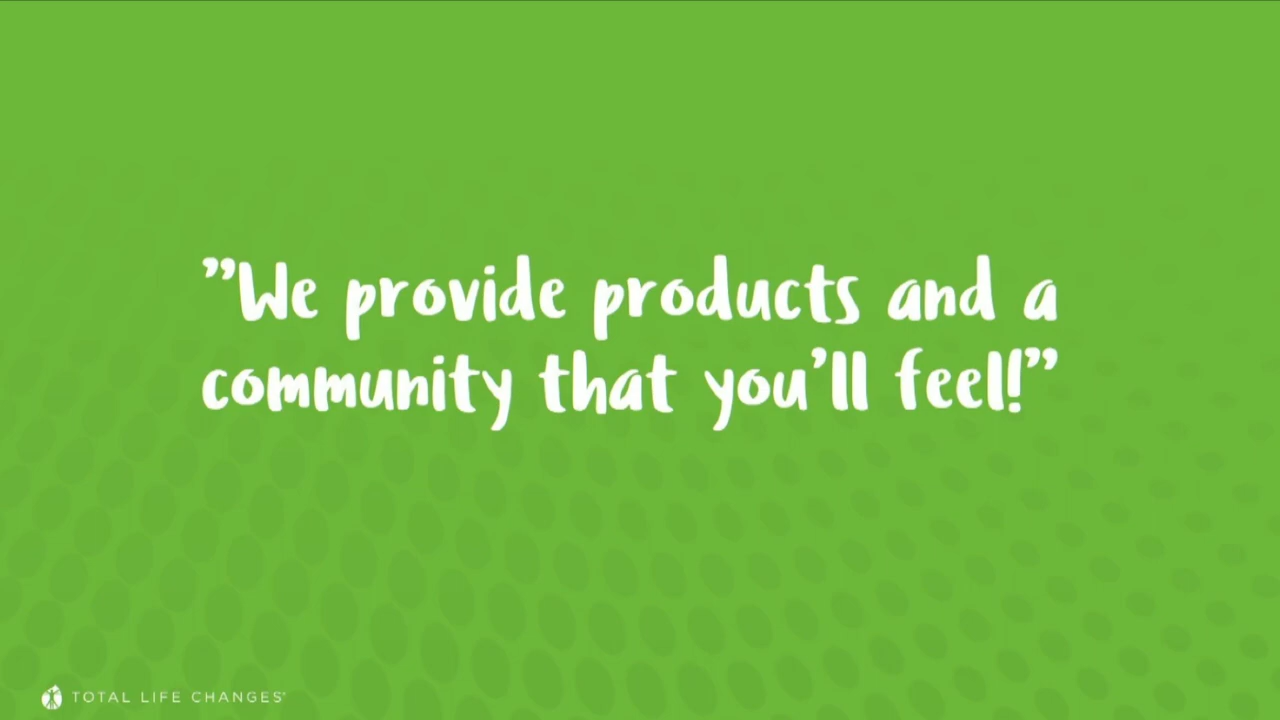 ”We provide products and a
community that you’ll feel!”
TOTAL LIFE CHANGES®